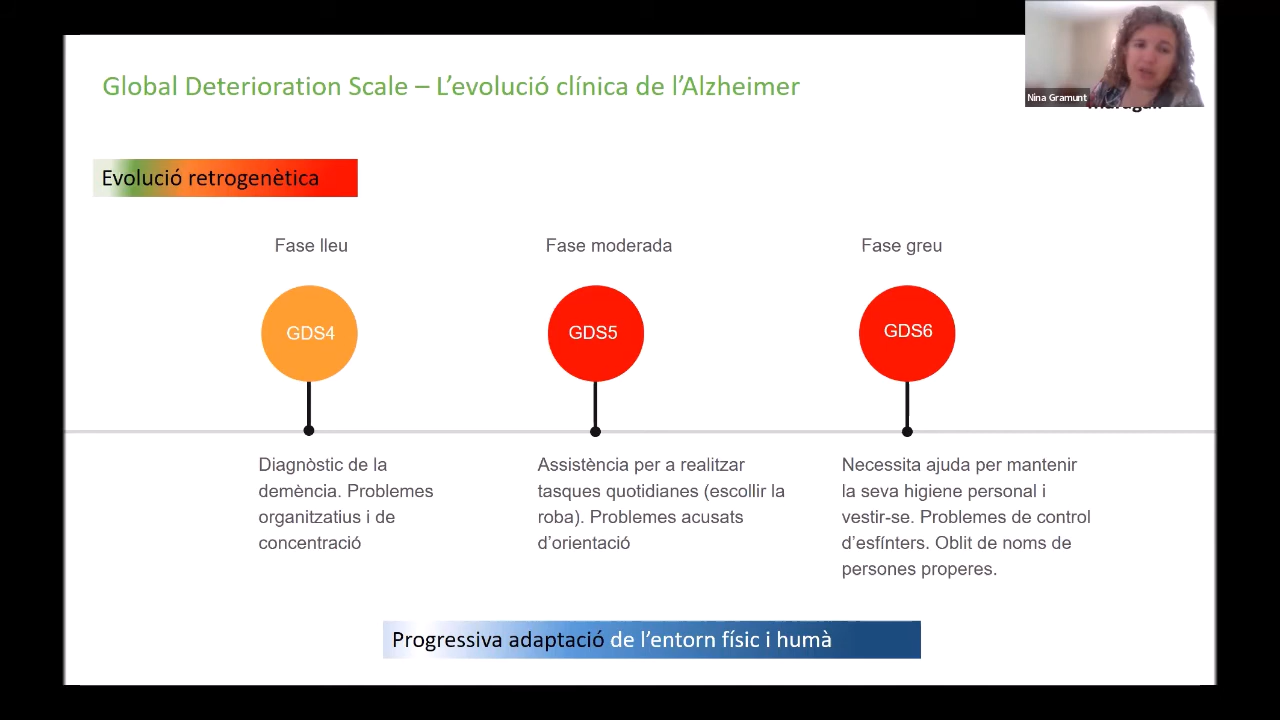 Global Deterioration Scale – L’evolució clínica de l’Alzheimer
Nina Gramunt
Evolució retrogenètica
Fase lleu
Fase moderada
Fase greu
GDS4
GDS5
GDS6
Diagnòstic de la
demència. Problemes
organitzatius i de
concentració
Assistència per a realitzar
tasques quotidianes (escollir la
roba). Problemes acusats
d’orientació
Necessita ajuda per mantenir
la seva higiene personal i
vestir-se. Problemes de control
d’esfínters. Oblit de noms de
persones properes.
Progressiva adaptació de l’entorn físic i humà